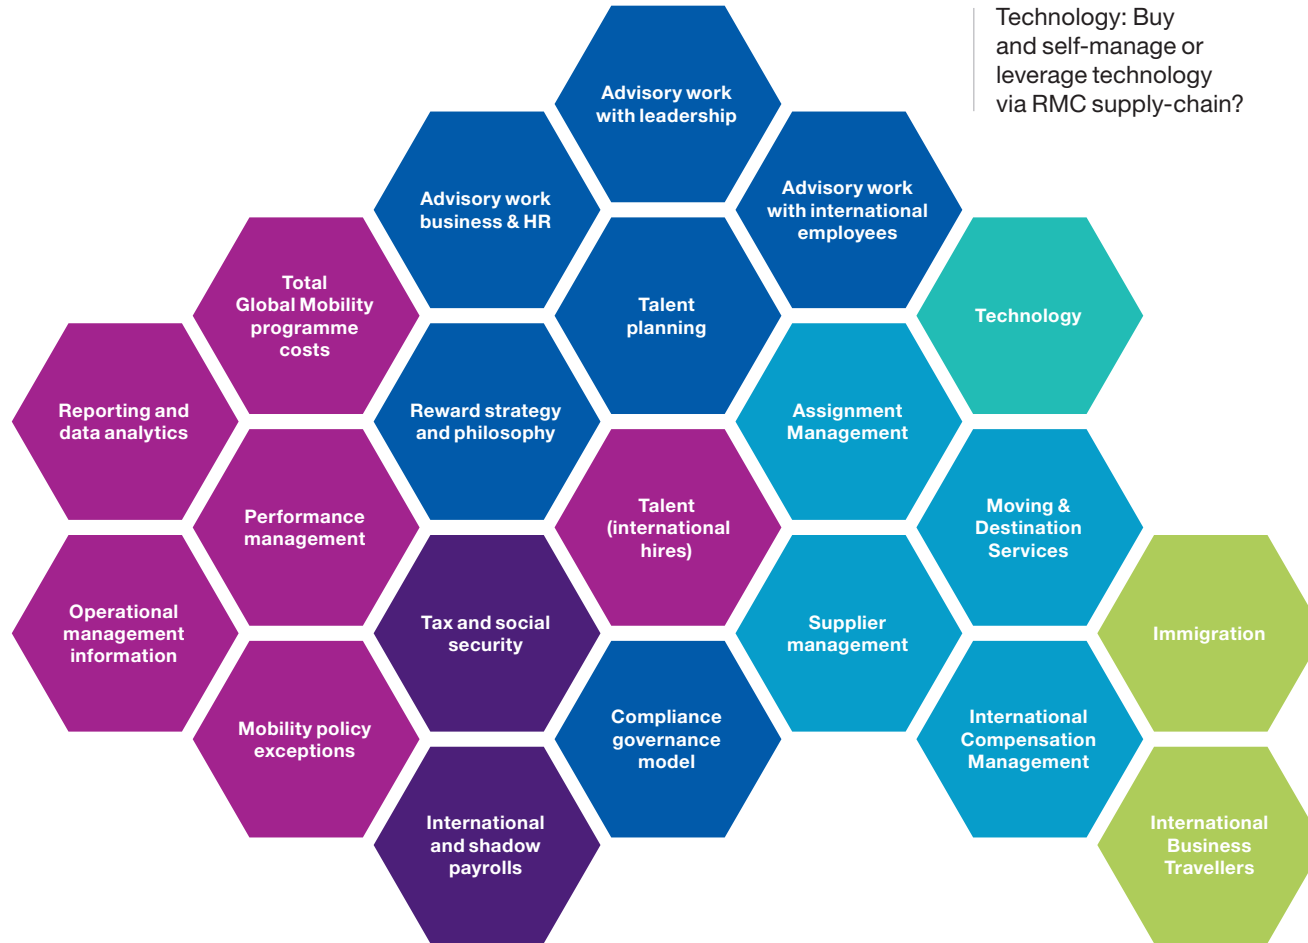 Technology: Buy
and self-manage or
leverage technology
via RMC supply-chain?
Advisory work
with leadership
Advisory work
business & HR
Advisory work
with international
employees
Total
Global Mobility
programme
costs
Talent
planning
Technology
Reporting and
data analytics
Reward strategy
and philosophy
Assignment
Management
Performance
management
Talent
(international
hires)
Moving &
Destination
Services
Operational
management
information
Tax and social
security
Supplier
management
Immigration
Mobility policy
exceptions
Compliance
governance
model
International
Compensation
Management
International
and shadow
payrolls
International
Business
Travellers